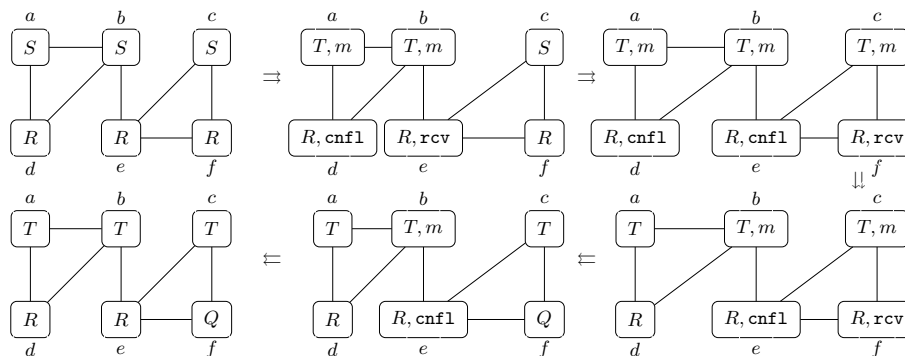 a b c a b c a b c
S S S T, m T, m S T, m T, m T, m
⇉ ⇉
R R R R, cnfl R, rcv R R, cnfl R, cnfl R, rcv
d e f d e f d e f
⇊
a b c a b c a b c
T T T T T, m T T T, m T, m
⇇ ⇇
R R Q R R, cnfl Q R R, cnfl R, rcv
d e f d e f d e f